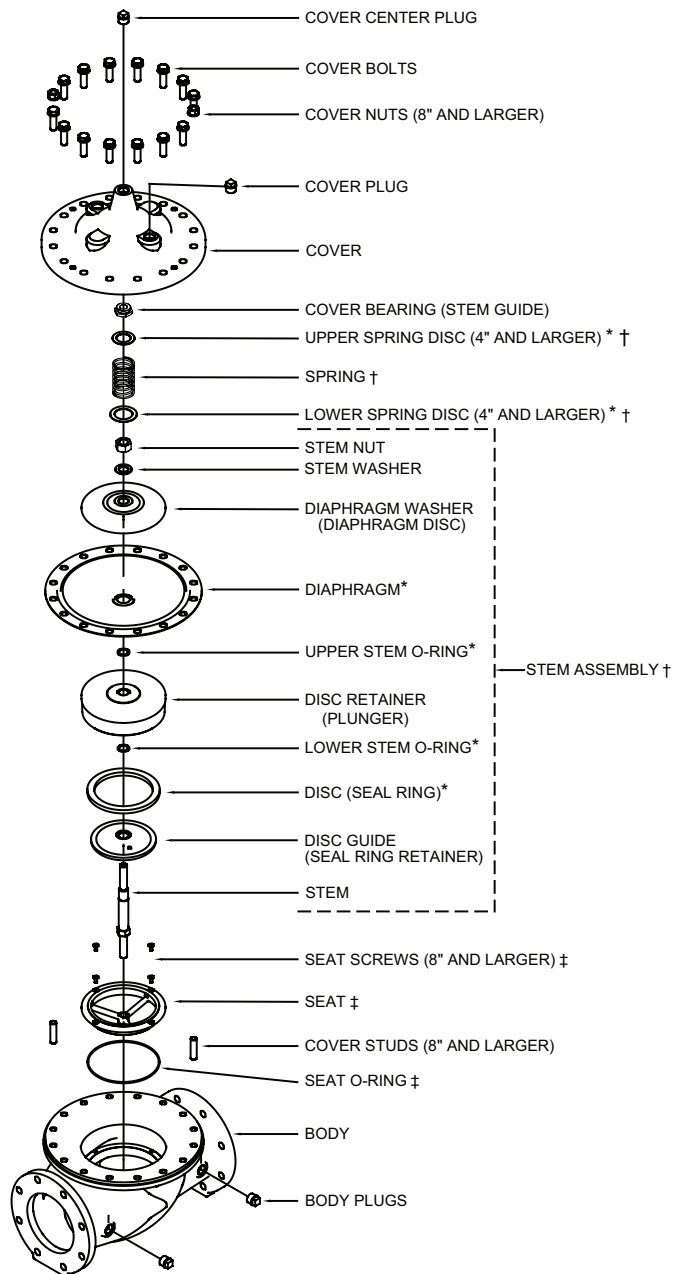 COVER CENTER PLUG
COVER BOLTS
COVER NUTS (8" AND LARGER)
COVER PLUG
COVER
COVER BEARING (STEM GUIDE)
UPPER SPRING DISC (4" AND LARGER) * †
SPRING †
LOWER SPRING DISC (4" AND LARGER) * †
STEM NUT
STEM WASHER
DIAPHRAGM WASHER
(DIAPHRAGM DISC)
DIAPHRAGM*
UPPER STEM O-RING*
STEM ASSEMBLY †
DISC RETAINER
(PLUNGER)
LOWER STEM O-RING*
DISC (SEAL RING)*
DISC GUIDE
(SEAL RING RETAINER)
STEM
SEAT SCREWS (8" AND LARGER) ‡
SEAT ‡
COVER STUDS (8" AND LARGER)
SEAT O-RING ‡
BODY
BODY PLUGS